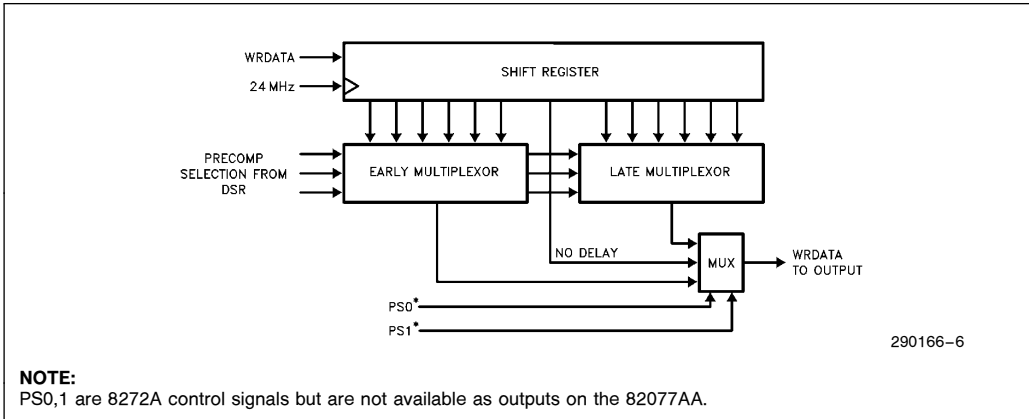 WRDATA
24 MHz
SHIFT REGISTER
PRECOMP
SELECTION FROM
DSR
EARLY MULTIPLEXOR
LATE MULTIPLEXOR
NO DELAY
MUX
WRDATA
TO OUTPUT
PS0*
PS1*
290166–6
NOTE:
PS0,1 are 8272A control signals but are not available as outputs on the 82077AA.